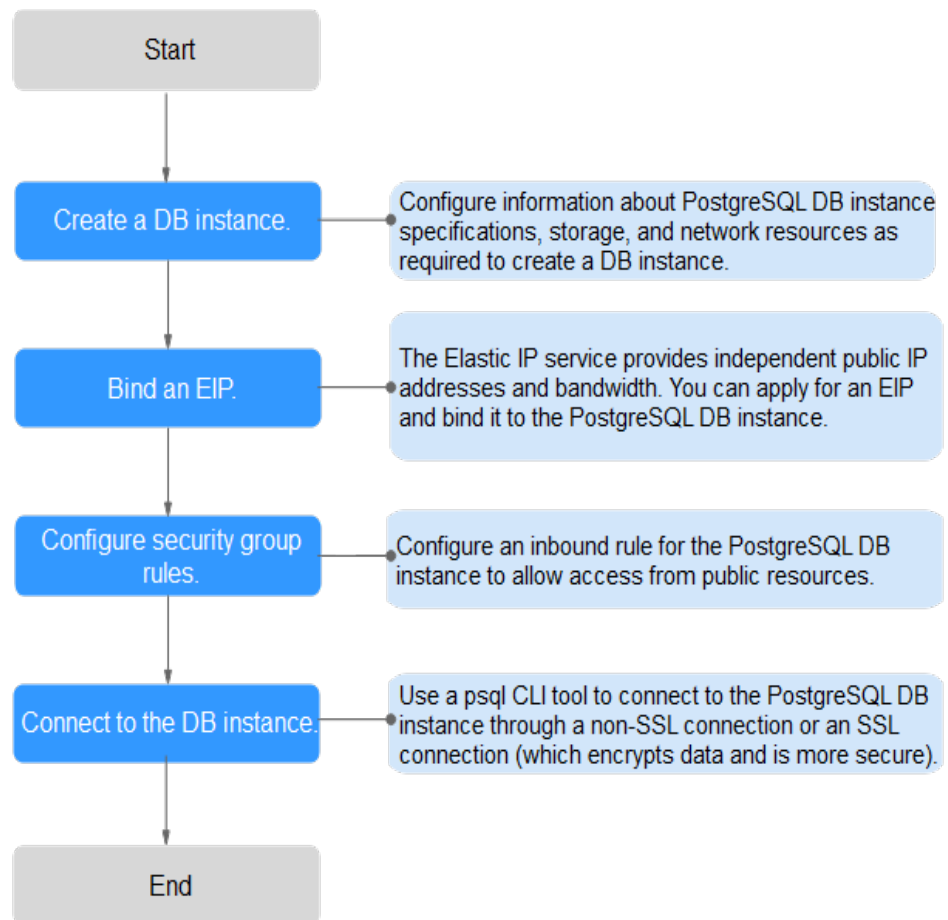 Start
Create a DB instance.
Configure information about PostgreSQL DB instance
specifications, storage, and network resources as
required to create a DB instance.
Bind an EIP.
The Elastic IP service provides independent public IP
addresses and bandwidth. You can apply for an EIP
and bind it to the PostgreSQL DB instance.
Configure security group
rules.
Configure an inbound rule for the PostgreSQL DB
instance to allow access from public resources.
Connect to the DB instance.
Use a psql CLI tool to connect to the PostgreSQL DB
instance through a non-SSL connection or an SSL
connection (which encrypts data and is more secure).
End